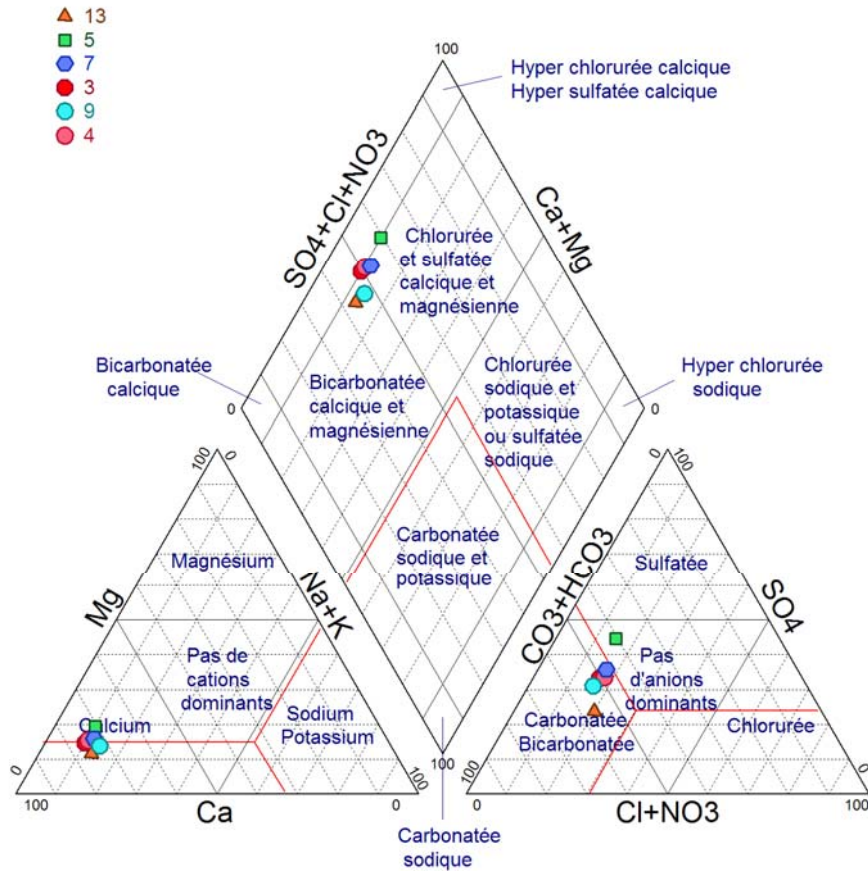 13
5
7
3
9
4
100
Hyper chlorurée calcique
Hyper sulfatée calcique
SO4+Cl+NO3
Ca+Mg
Chlorurée
et sulfatée
calcique et
magnésienne
Bicarbonatée
calcique
Bicarbonatée
calcique et
magnésienne
Chlorurée
sodique et
potassique
ou sulfatée
sodique
Hyper chlorurée
sodique
0
0
Carbonatée
sodique et
potassique
100
0
Magnésium
Mg
Na+K
Pas de
cations
dominants
Calcium
Sodium
Potassium
0
100
100
0
Ca
100
Carbonatée
sodique
0
100
Sulfatée
CO3+HCO3
SO4
Pas
d'anions
dominants
Carbonatée
Bicarbonatée
Chlorurée
100
0
0
100
Cl+NO3